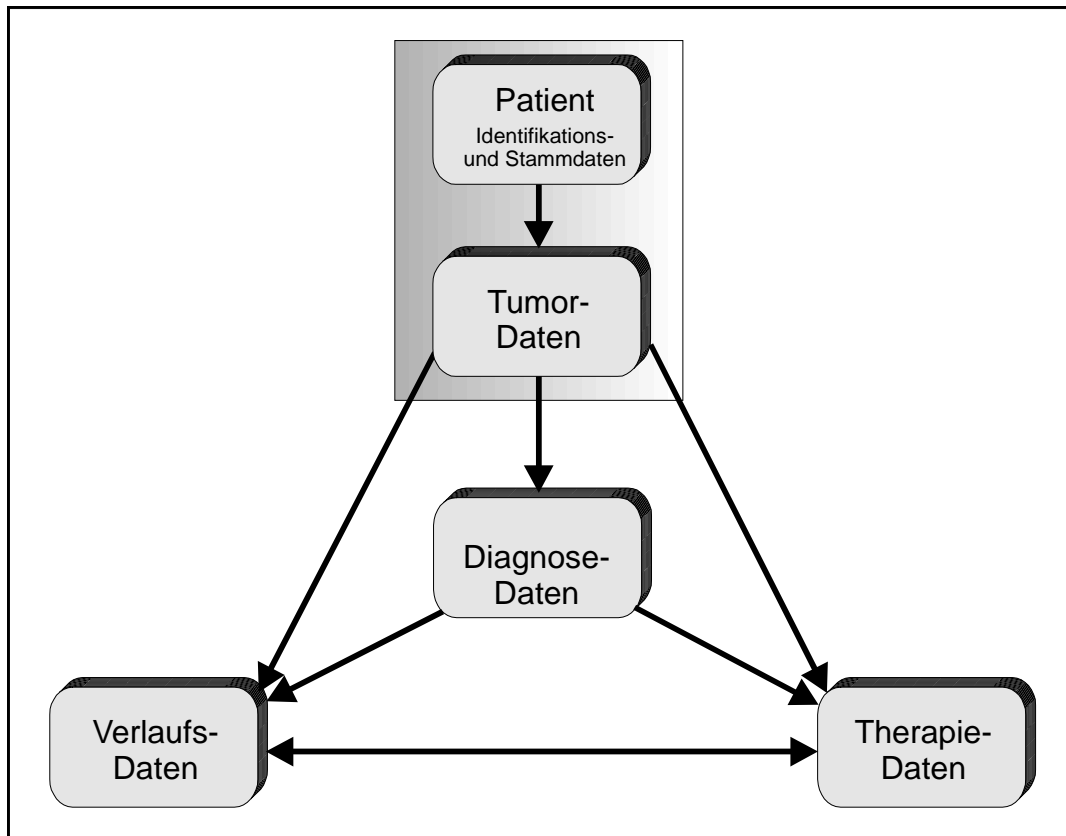 Patient
Identifikations-
und Stammdaten
Tumor-
Daten
Diagnose-
Daten
Verlaufs-
Daten
Therapie-
Daten